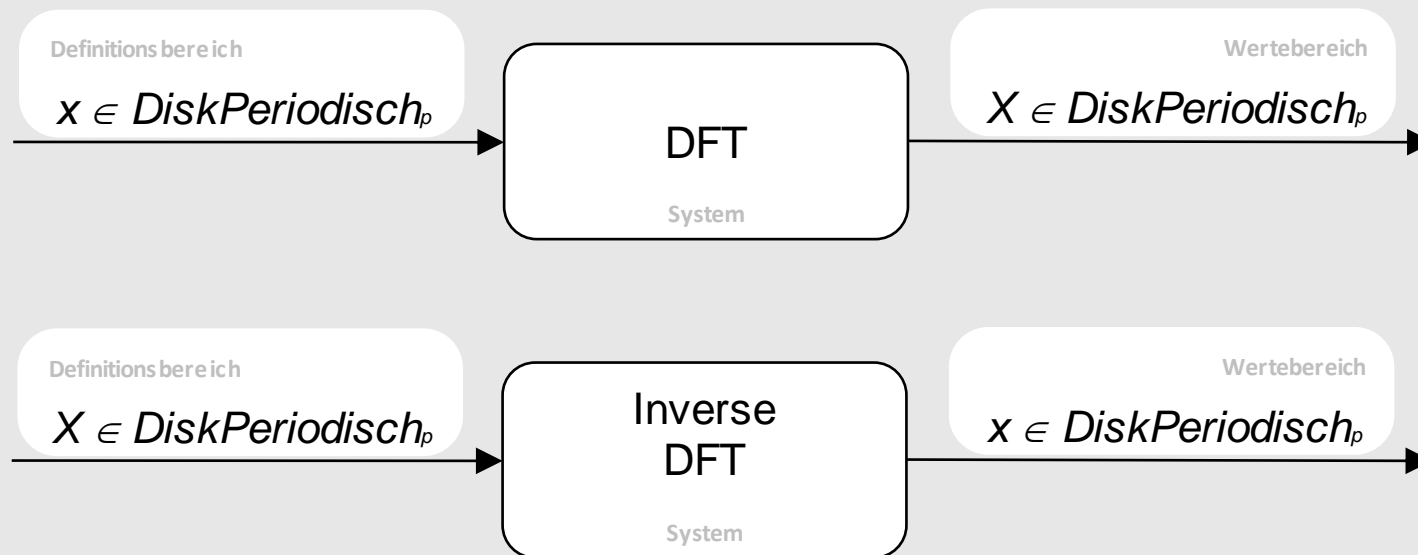 Definitionsbereich
x ∈ DiskPeriodischp
DFT
System
Wertebereich
X ∈ DiskPeriodischp
Definitionsbereich
X ∈ DiskPeriodischp
Inverse
DFT
System
Wertebereich
x ∈ DiskPeriodischp